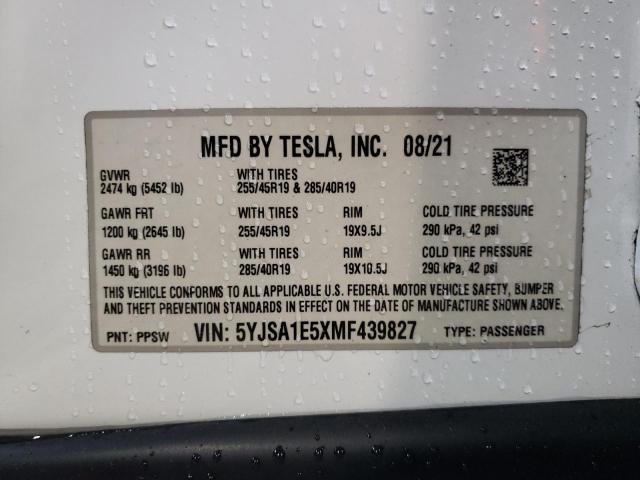 MFD BY TESLA, INC. 08/21
GVWR WITH TIRES
2474 kg (5452 lb) 255/45R19 & 285/40R19
GAWR FRT WITH TIRES RIM COLD TIRE PRESSURE
1200 kg (2645 lb) 255/45R19 19X9.5J 290 kPa, 42 psi
GAWR RR WITH TIRES RIM COLD TIRE PRESSURE
1450 kg (3196 lb) 285/40R19 19X10.5J 290 kPa, 42 psi
THIS VEHICLE CONFORMS TO ALL U.S. FEDERAL MOTOR VEHICLE SAFETY, BUMPER
AND THEFT PREVENTION STANDARDS IN EFFECT ON THE DATE OF MANUFACTURE SHOWN ABOVE.
PNT: PPSW VIN: 5YJSA1E5XMF439827 TYPE: PASSENGER